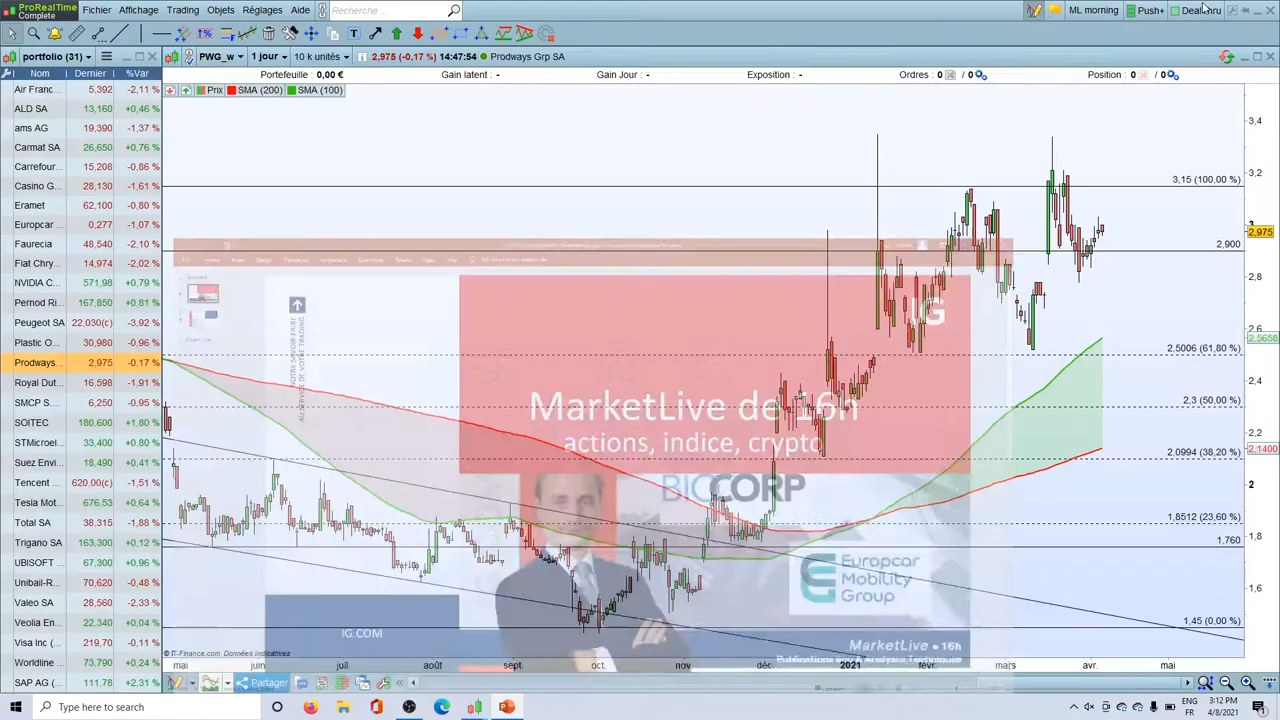 ProRealTime
Complete
Fichier Affichage Trading Objets Réglages Aide
Recherche ...
ML morning Push+ Dealthru
portfolio (31)
PWG_w 1 jour 10 k unités 2,975 (-0,17 %) 14:47:54 Prodways Grp SA
Nom Dernier %Var
Portefeuille : 0,00 € Gain latent : - Gain Jour : - Exposition : - Ordres : 0 / 0 Position : 0 / 0
Prix SMA (200) SMA (100)
Air Franc... 5,392 -2,11 %
ALD SA 13,160 +0,46 %
ams AG 19,390 -1,37 %
Carmat SA 26,650 +0,76 %
Carrefour... 15,208 -0,86 %
Casino G... 28,130 -1,61 %
Eramet 62,100 -0,80 %
Europcar ... 0,277 -1,07 %
Faurecia 48,540 -2,10 %
Fiat Chry... 14,974 -2,02 %
NVIDIA C... 571,98 +0,79 %
Pernod Ri... 167,850 +0,81 %
Peugeot SA 22,030(c) -3,92 %
Plastic O... 30,980 -0,96 %
Prodways... 2,975 -0,17 %
Royal Dut... 16,598 -1,91 %
SMCP S.... 6,250 -0,95 %
SOITEC 180,600 +1,80 %
STMicroel... 33,400 +0,80 %
Suez Envi... 18,490 +0,41 %
Tencent ... 620,00(c) -1,51 %
Tesla Mot... 676,53 +0,64 %
Total SA 38,315 -1,88 %
Trigano SA 163,300 +0,12 %
UBISOFT ... 67,300 +0,96 %
Unibail-R... 70,620 -0,48 %
Valeo SA 28,560 -2,33 %
Veolia En... 22,340 +0,04 %
Visa Inc (... 219,70 -0,11 %
Worldline ... 73,790 +0,24 %
SAP AG (... 111,78 +2,31 %
3,4
3,2
3,15 (100,00 %)
3
2,975
2,900
2,8
2,6
2,5658
2,5006 (61,80 %)
2,4
2,3 (50,00 %)
2,2
2,1400
2,0994 (38,20 %)
2
1,8512 (23,60 %)
1,8
1,760
1,6
1,45 (0,00 %)
IG
MarketLive de 16h
actions, indice, crypto
BIOCORP
Europcar
Mobility
Group
IG.COM
MarketLive • 16h
© IT-Finance.com Données indicatives
mai juin juil. août sept. oct. nov. déc. 2021 févr. mars avr. mai
Partager
Type here to search
ENG
FR
3:12 PM
4/8/2021